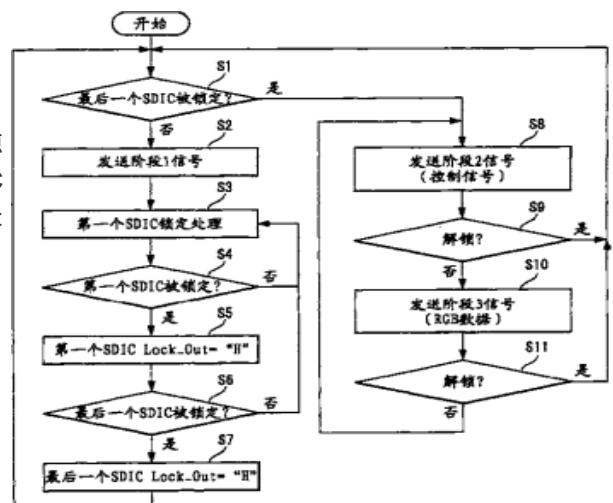 开始
S1
最后一个SDIC被锁定?
是
否
S2
发送阶段1信号
S3
第一个SDIC锁定处理
S4
第一个SDIC被锁定?
否
是
S5
第一个SDIC Lock_Out= “H”
S6
最后一个SDIC被锁定?
否
是
S7
最后一个SDIC Lock_Out= “H”
S8
发送阶段2信号
(控制信号)
S9
解锁?
是
否
S10
发送阶段3信号
(RGB数据)
S11
解锁?
是
否